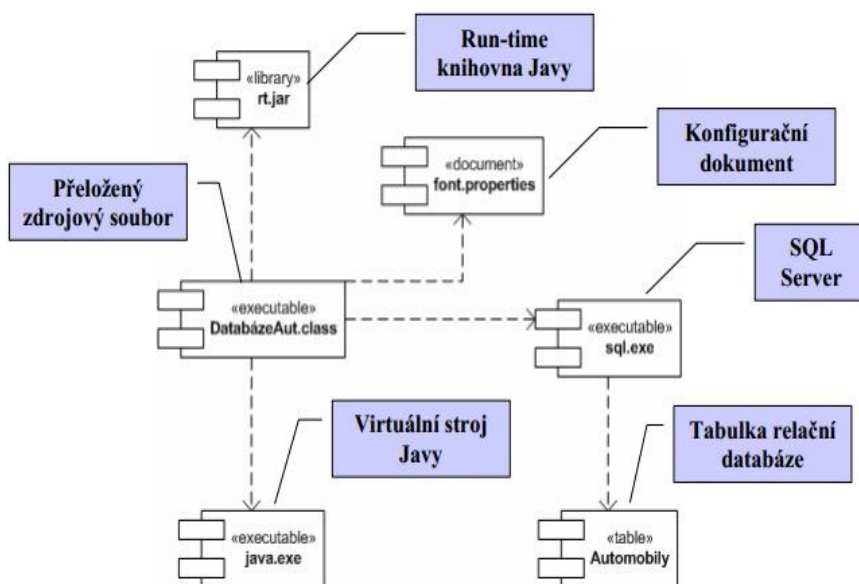 Run-time
knihovna Javy
«library»
rt.jar
Konfigurační
dokument
«document»
font.properties
Přeložený
zdrojový soubor
SQL
Server
«executable»
DatabázeAut.class
«executable»
sql.exe
Virtuální stroj
Javy
Tabulka relační
databáze
«executable»
java.exe
«table»
Automobily